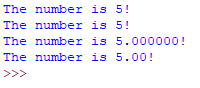 The number is 5!
The number is 5!
The number is 5.000000!
The number is 5.00!
>>>